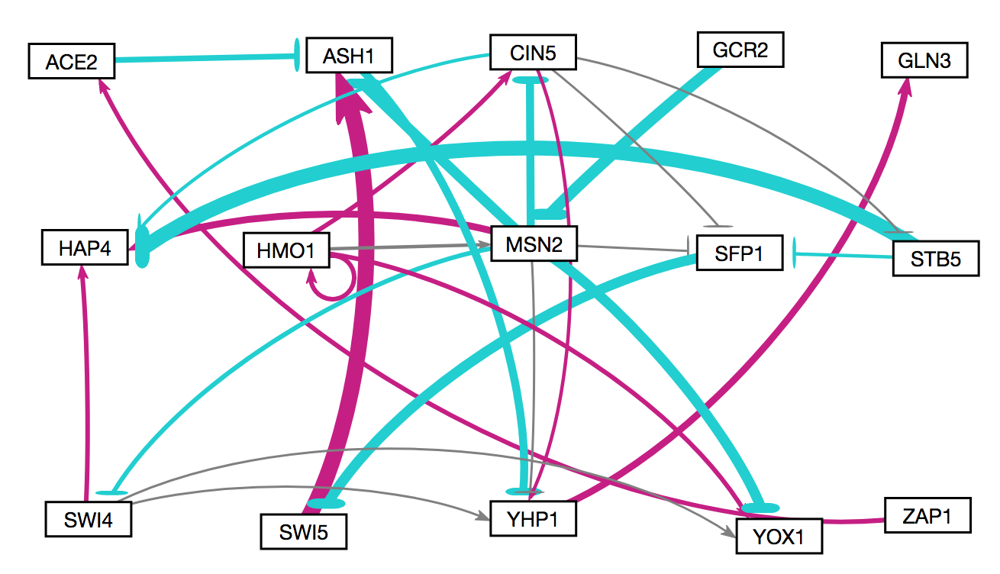 ACE2
ASH1
CIN5
GCR2
GLN3
HAP4
HMO1
MSN2
SFP1
STB5
SWI4
SWI5
YHP1
YOX1
ZAP1